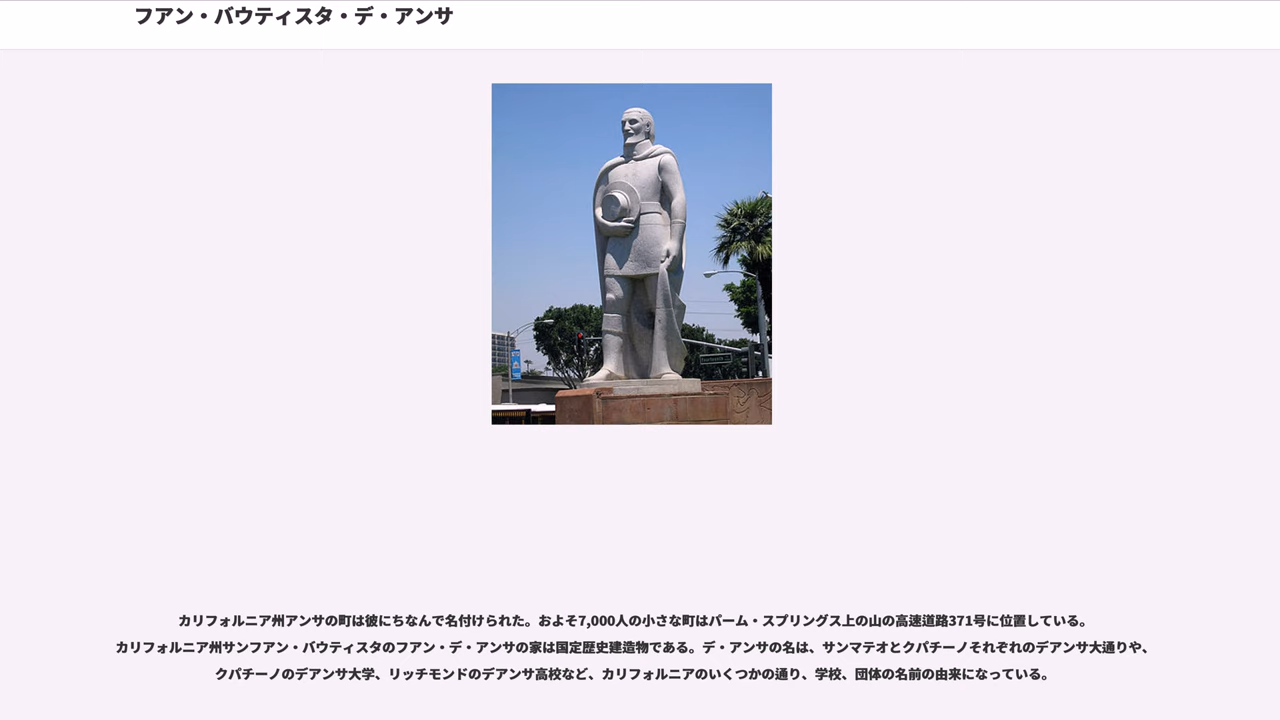 フアン・バウティスタ・デ・アンサ
カリフォルニア州アンサの町は彼にちなんで名付けられた。およそ7,000人の小さな町はパーム・スプリングス上の山の高速道路371号に位置している。
カリフォルニア州サンフアン・バウティスタのフアン・デ・アンサの家は国定歴史建造物である。デ・アンサの名は、サンマテオとクパチーノそれぞれのデアンサ大通りや、
クパチーノのデアンサ大学、リッチモンドのデアンサ高校など、カリフォルニアのいくつかの通り、学校、団体の名前の由来になっている。